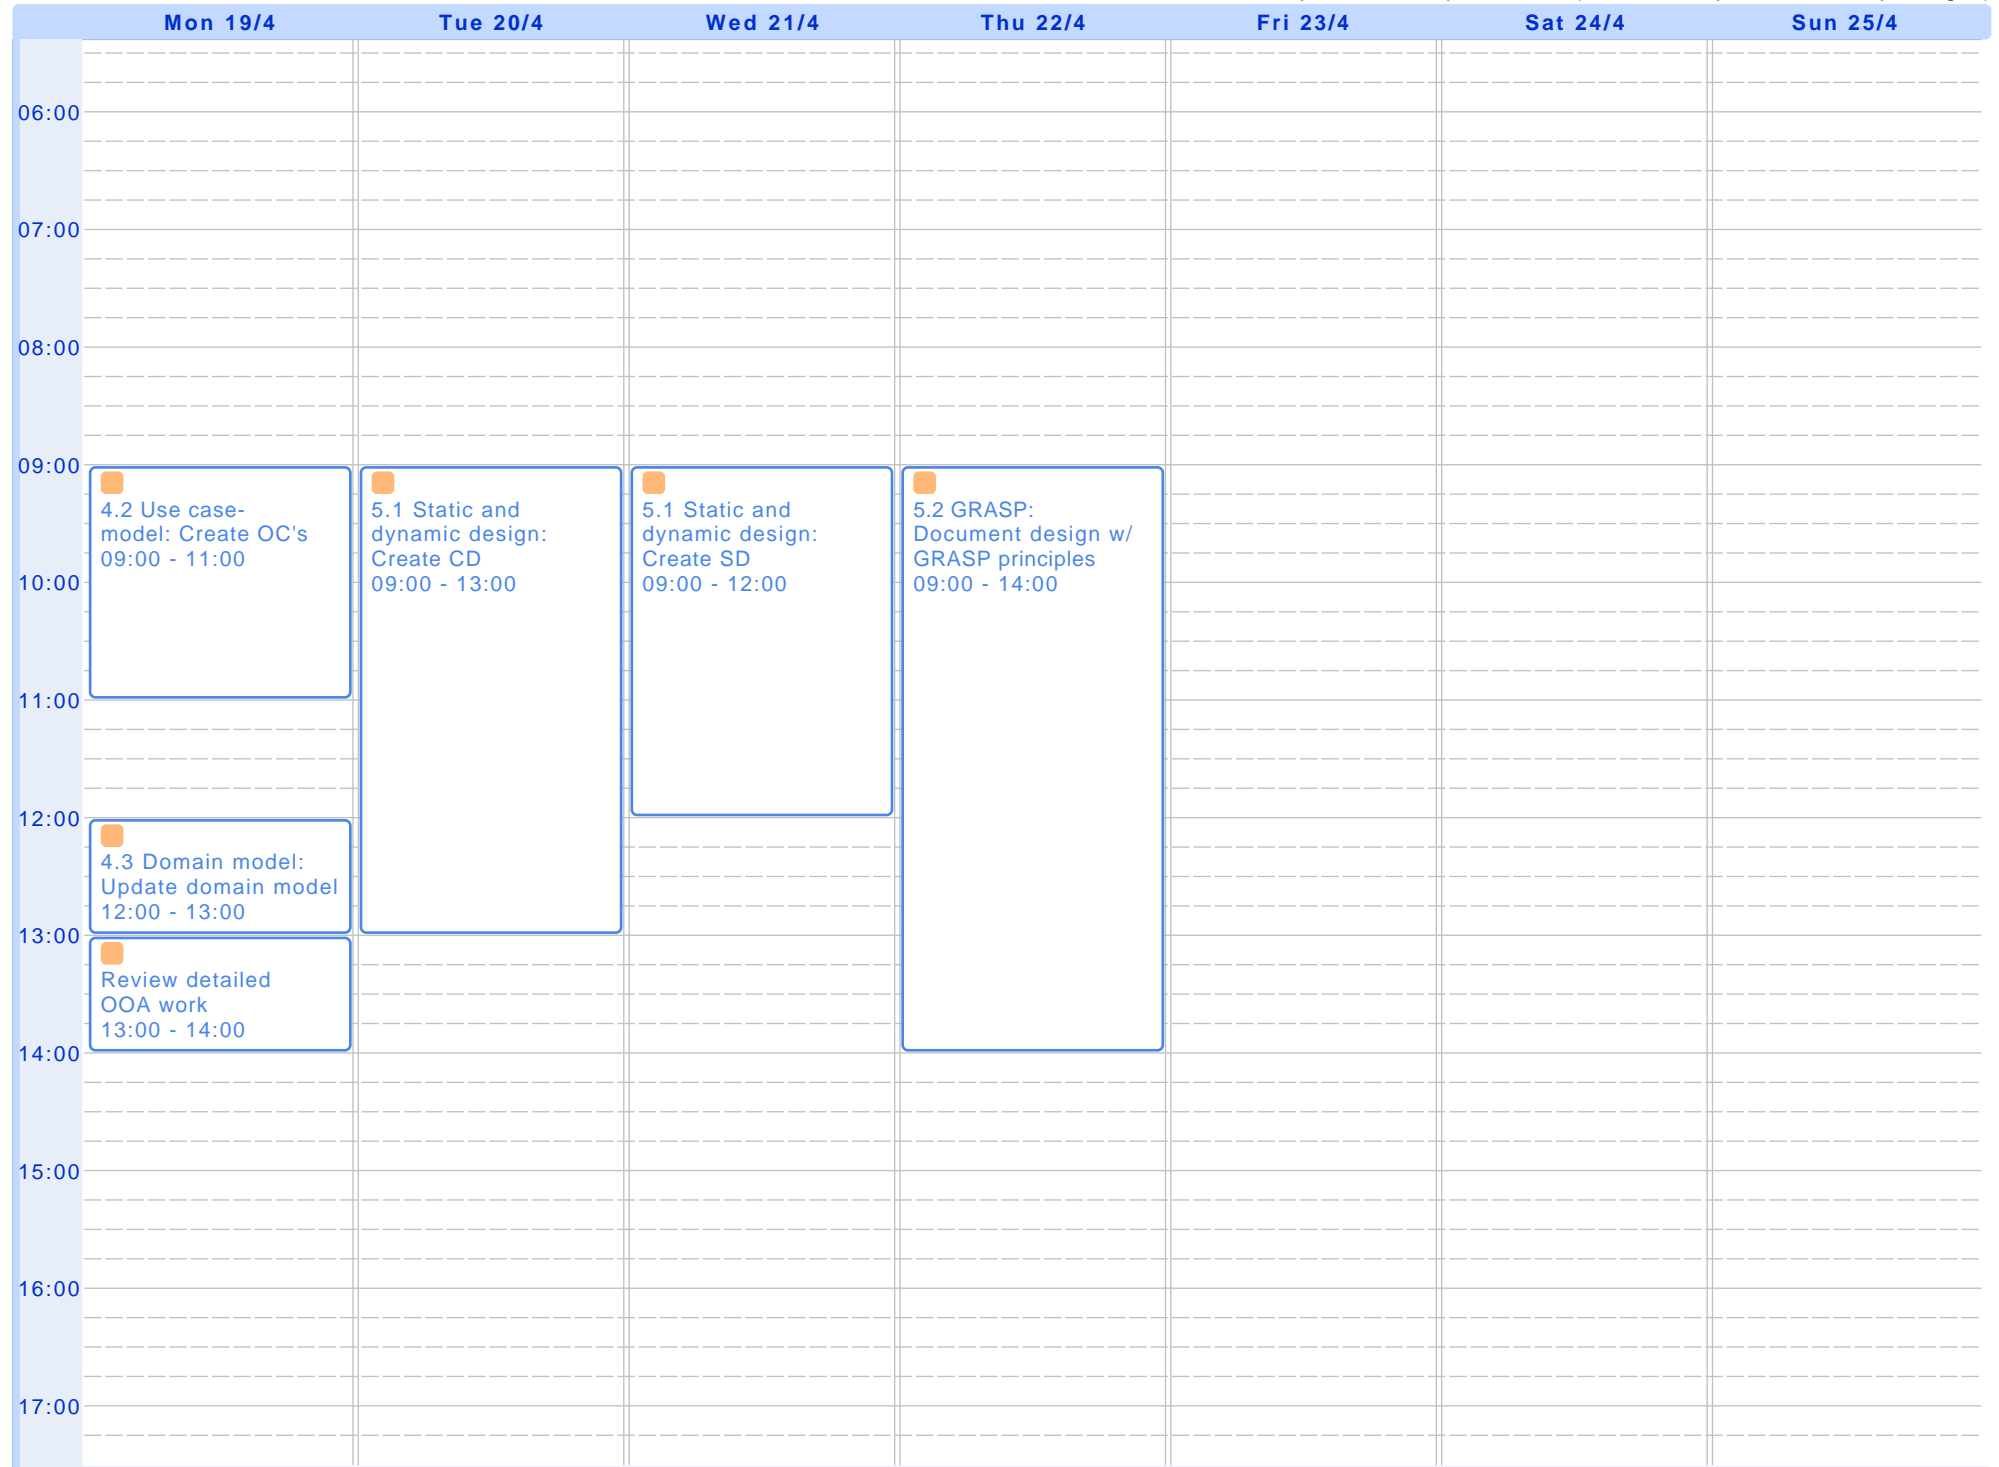 Mon 19/4 Tue 20/4 Wed 21/4 Thu 22/4 Fri 23/4 Sat 24/4 Sun 25/4
06:00
07:00
08:00
09:00
10:00
11:00
12:00
13:00
14:00
15:00
16:00
17:00
4.2 Use case-
model: Create OC's
09:00 - 11:00
4.3 Domain model:
Update domain model
12:00 - 13:00
Review detailed
OOA work
13:00 - 14:00
5.1 Static and
dynamic design:
Create CD
09:00 - 13:00
5.1 Static and
dynamic design:
Create SD
09:00 - 12:00
5.2 GRASP:
Document design w/
GRASP principles
09:00 - 14:00